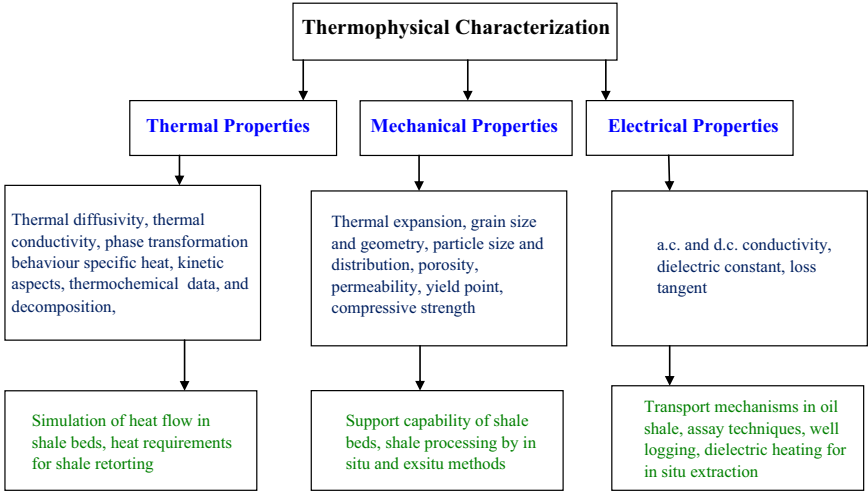 Thermophysical Characterization
Thermal Properties
Mechanical Properties
Electrical Properties
Thermal diffusivity, thermal
conductivity, phase transformation
behaviour specific heat, kinetic
aspects, thermochemical data, and
decomposition,
Thermal expansion, grain size
and geometry, particle size and
distribution, porosity,
permeability, yield point,
compressive strength
a.c. and d.c. conductivity,
dielectric constant, loss
tangent
Simulation of heat flow in
shale beds, heat requirements
for shale retorting
Support capability of shale
beds, shale processing by in
situ and exsitu methods
Transport mechanisms in oil
shale, assay techniques, well
logging, dielectric heating for
in situ extraction